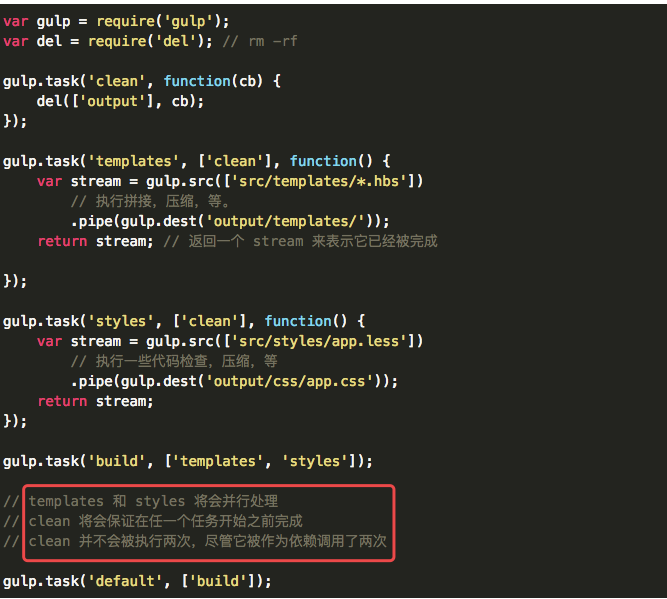 var gulp = require('gulp');
var del = require('del'); // rm -rf
gulp.task('clean', function(cb) {
    del(['output'], cb);
});
gulp.task('templates', ['clean'], function() {
    var stream = gulp.src(['src/templates/*.hbs'])
        // 执行拼接，压缩，等。
        .pipe(gulp.dest('output/templates/'));
    return stream; // 返回一个 stream 来表示它已经被完成
});
gulp.task('styles', ['clean'], function() {
    var stream = gulp.src(['src/styles/app.less'])
        // 执行一些代码检查，压缩，等
        .pipe(gulp.dest('output/css/app.css'));
    return stream;
});
gulp.task('build', ['templates', 'styles']);
// templates 和 styles 将会并行处理
// clean 将会保证在任一个任务开始之前完成
// clean 并不会被执行两次，尽管它被作为依赖调用了两次
gulp.task('default', ['build']);